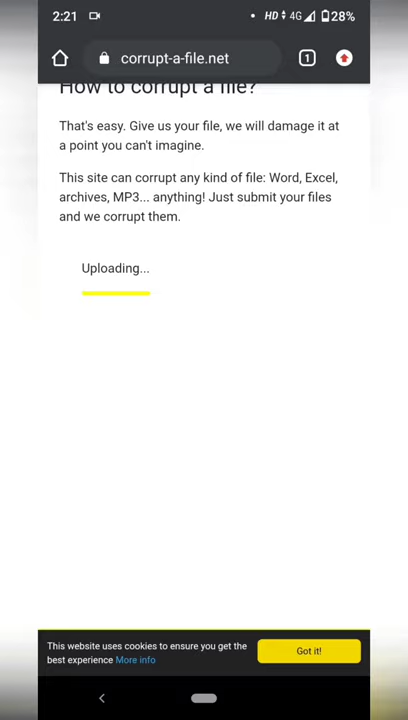 2:21 HD 4G 28%
corrupt-a-file.net 1
How to corrupt a file?
That's easy. Give us your file, we will damage it at
a point you can't imagine.
This site can corrupt any kind of file: Word, Excel,
archives, MP3... anything! Just submit your files
and we corrupt them.
Uploading...
This website uses cookies to ensure you get the
best experience More info
Got it!